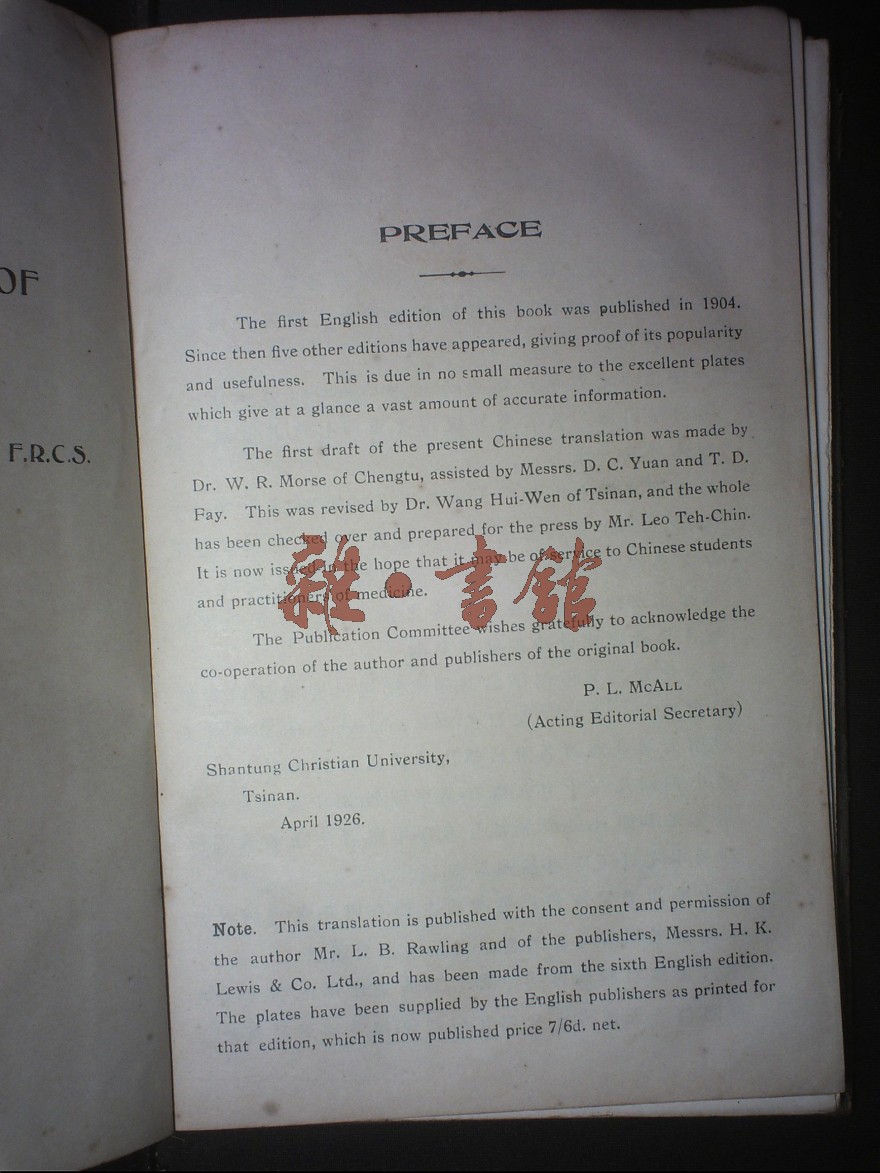 OF
F.R.C.S.
PREFACE
The first English edition of this book was published in 1904.
Since then five other editions have appeared, giving proof of its popularity
and usefulness. This is due in no small measure to the excellent plates
which give at a glance a vast amount of accurate information.
The first draft of the present Chinese translation was made by
Dr. W. R. Morse of Chengtu, assisted by Messrs. D. C. Yuan and T. D.
Fay. This was revised by Dr. Wang Hui-Wen of Tsinan, and the whole
has been checked over and prepared for the press by Mr. Leo Teh-Chin.
It is now issued in the hope that it may be of service to Chinese students
and practitioners of medicine.
雜·書館
The Publication Committee wishes gratefully to acknowledge the
co-operation of the author and publishers of the original book.
P. L. McAll
(Acting Editorial Secretary)
Shantung Christian University,
Tsinan.
April 1926.
Note. This translation is published with the consent and permission of
the author Mr. L. B. Rawling and of the publishers, Messrs. H. K.
Lewis & Co. Ltd., and has been made from the sixth English edition.
The plates have been supplied by the English publishers as printed for
that edition, which is now published price 7/6d. net.